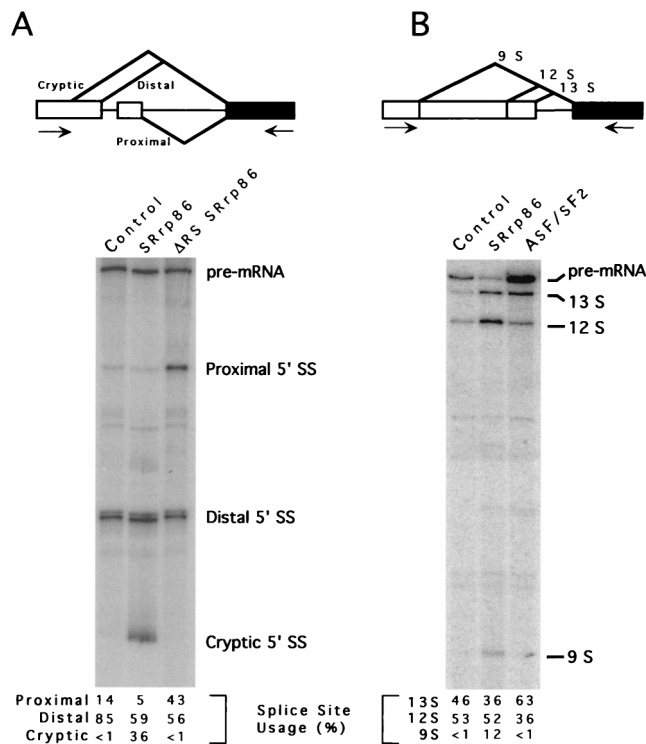 A
Cryptic
Distal
Proximal
Control
SRrp86
ΔRS SRrp86
pre-mRNA
Proximal 5' SS
Distal 5' SS
Cryptic 5' SS
Proximal 14 5 43
Distal 85 59 56
Cryptic <1 36 <1
Splice Site
Usage (%)
B
9 S
12 S
13 S
Control
SRrp86
ASF/SF2
pre-mRNA
13 S
12 S
9 S
13S 46 36 63
12S 53 52 36
9S <1 12 <1